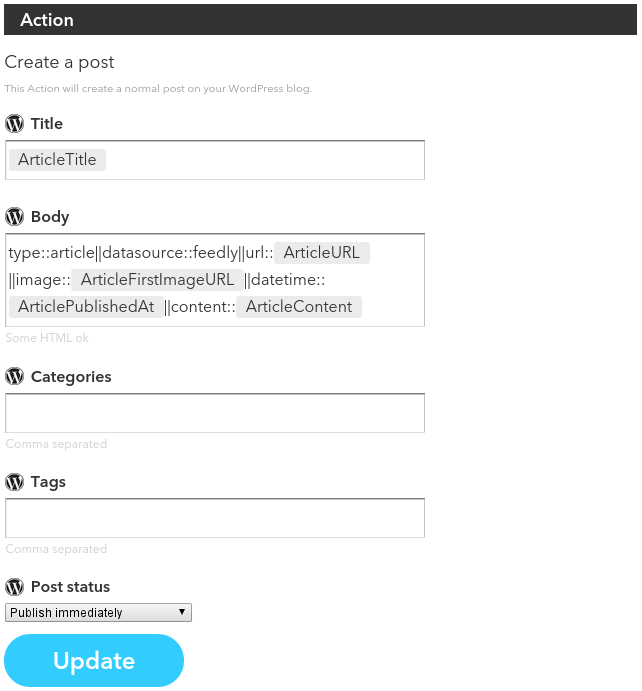 Action
Create a post
This Action will create a normal post on your WordPress blog.
Title
ArticleTitle
Body
type::article||datasource::feedly||url:: ArticleURL
||image:: ArticleFirstImageURL ||datetime::
ArticlePublishedAt ||content:: ArticleContent
Some HTML ok
Categories
Comma separated
Tags
Comma separated
Post status
Publish immediately
Update